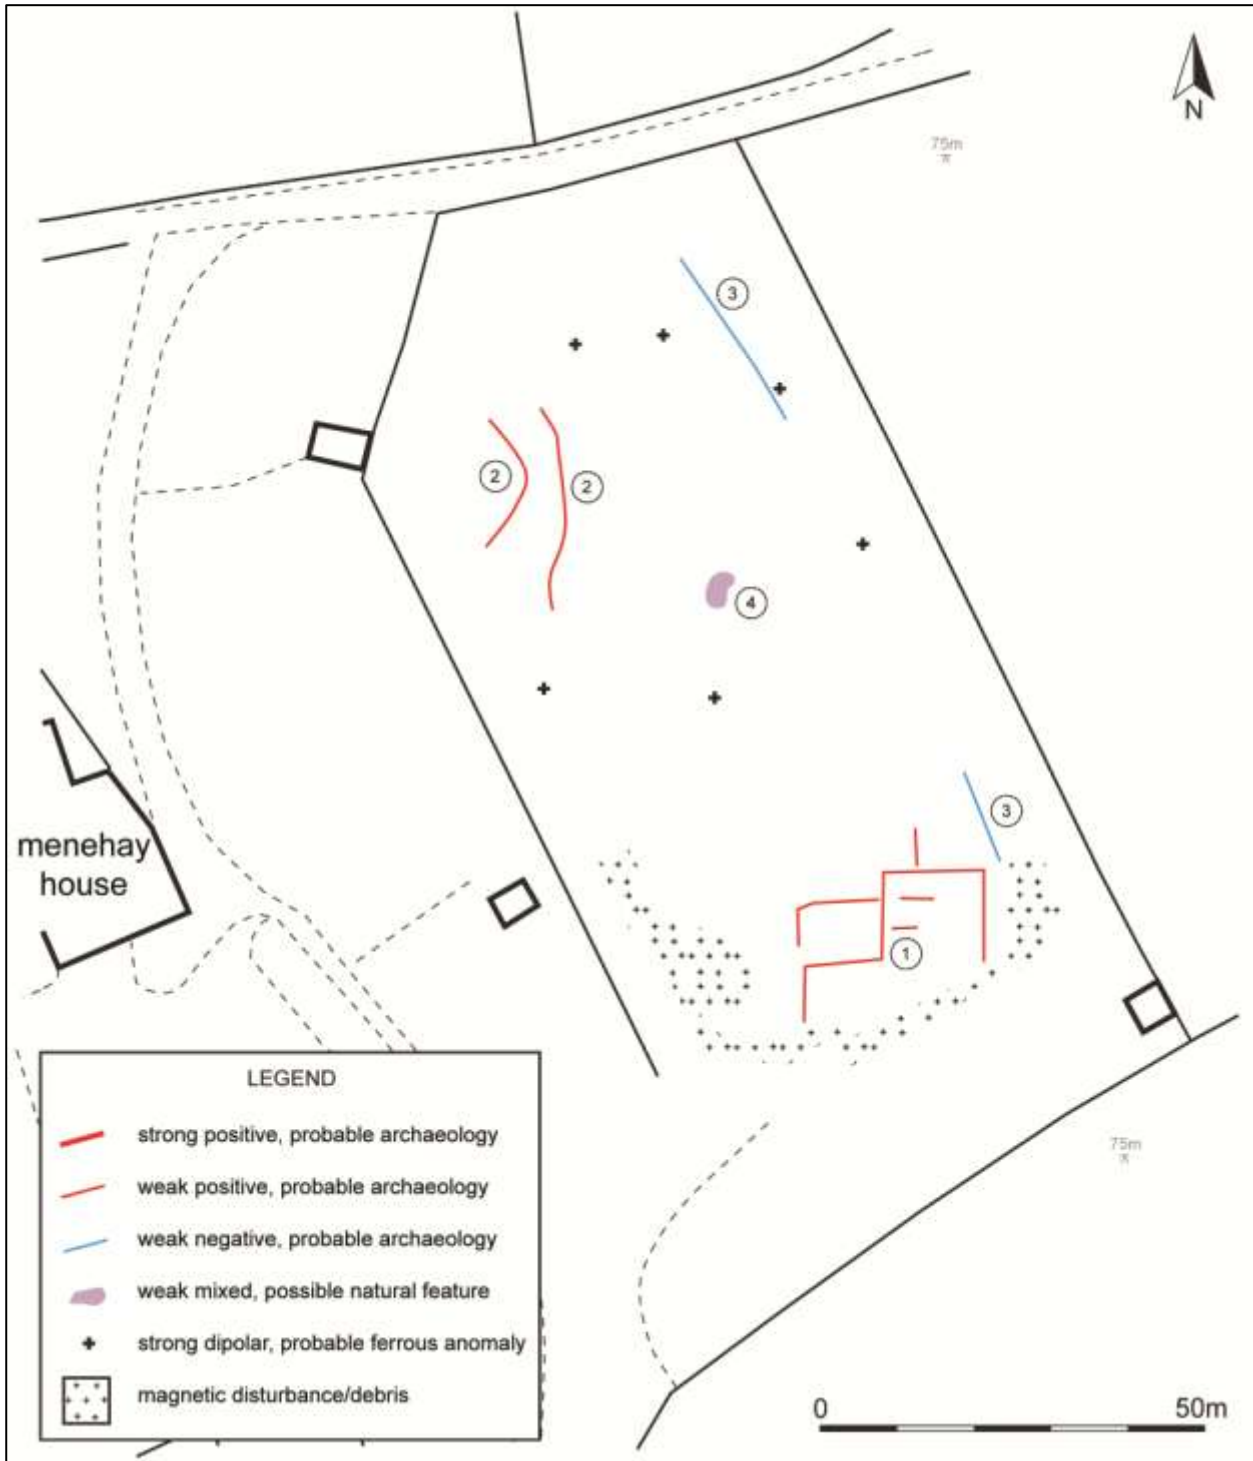 N
75m
3
2
2
4
3
menehay
house
1
LEGEND
strong positive, probable archaeology
weak positive, probable archaeology
weak negative, probable archaeology
weak mixed, possible natural feature
strong dipolar, probable ferrous anomaly
magnetic disturbance/debris
75m
0 50m